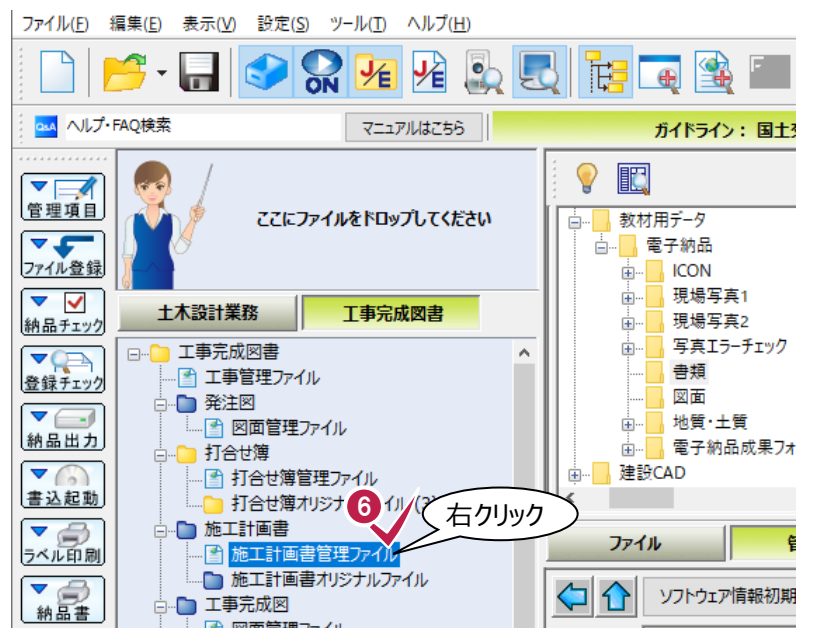 ファイル(F) 編集(E) 表示(V) 設定(S) ツール(T) ヘルプ(H)
ON
J/E
J/E
Q&A ヘルプ・FAQ検索
マニュアルはこちら
ガイドライン： 国土
管理項目
ファイル登録
納品チェック
登録チェック
納品出力
書込起動
ラベル印刷
納品書
ここにファイルをドロップしてください
土木設計業務
工事完成図書
工事完成図書
工事管理ファイル
発注図
図面管理ファイル
打合せ簿
打合せ簿管理ファイル
打合せ簿オリジナ
イル
施工計画書
施工計画書管理ファイル
施工計画書オリジナルファイル
工事完成図
図面管理ファイル
6
右クリック
教材用データ
電子納品
ICON
現場写真1
現場写真2
写真エラーチェック
書類
図面
地質・土質
電子納品成果フォ
建設CAD
ファイル
ソフトウェア情報初期